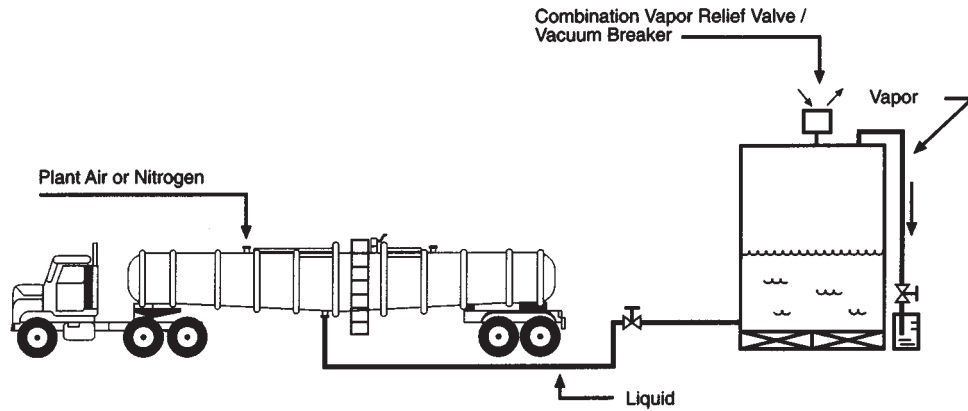 Combination Vapor Relief Valve /
Vacuum Breaker
Vapor
Plant Air or Nitrogen
Liquid